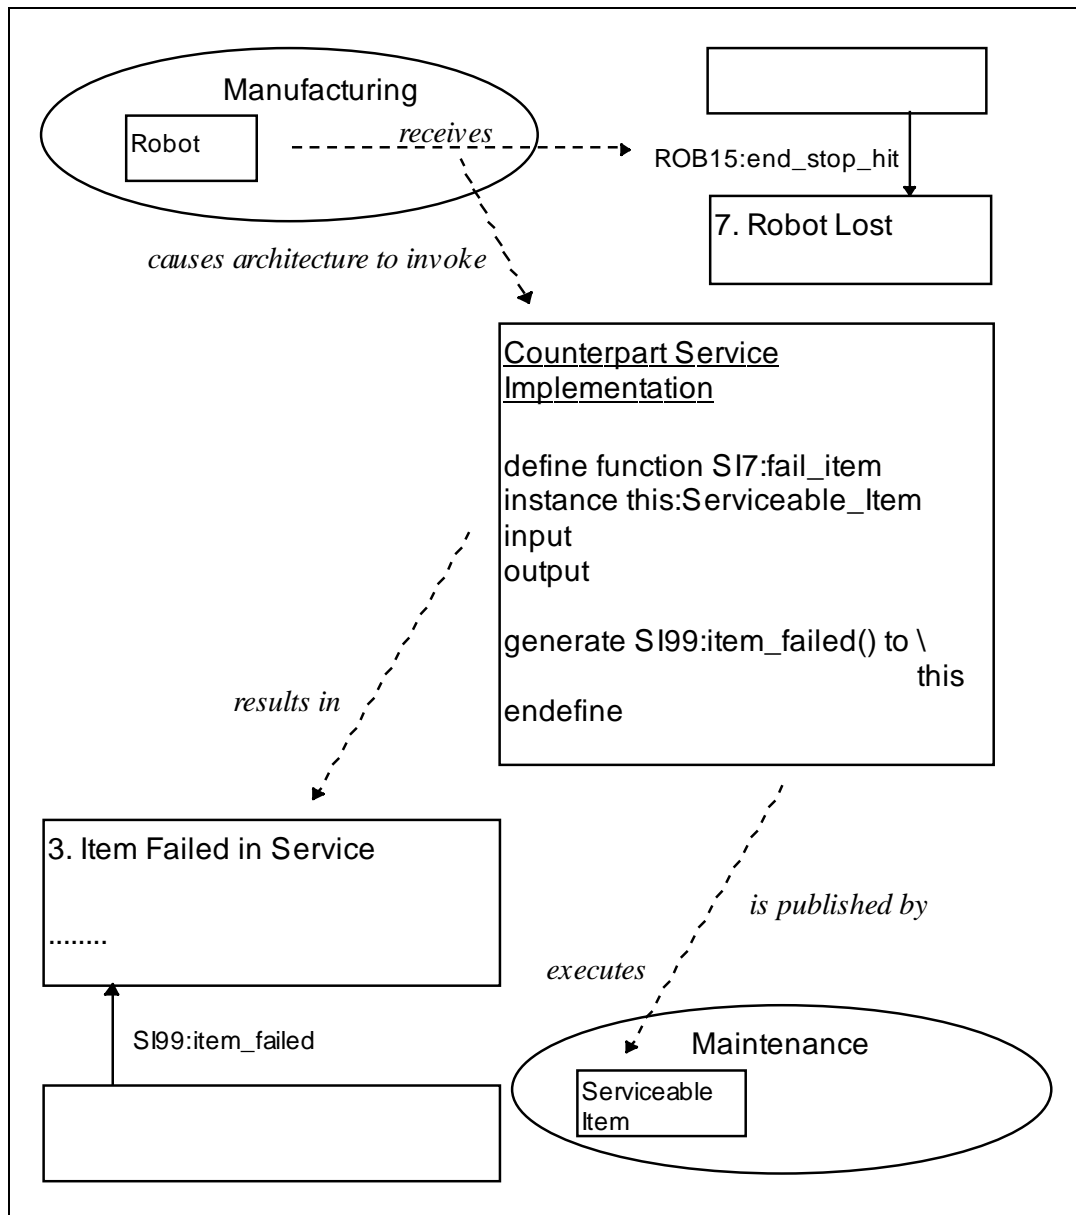 Manufacturing
Robot
receives
ROB15:end_stop_hit
7. Robot Lost
causes architecture to invoke
Counterpart Service
Implementation
define function SI7:fail_item
instance this:Serviceable_Item
input
output
generate SI99:item_failed() to \
this
endefine
results in
3. Item Failed in Service
........
is published by
executes
SI99:item_failed
Maintenance
Serviceable
Item